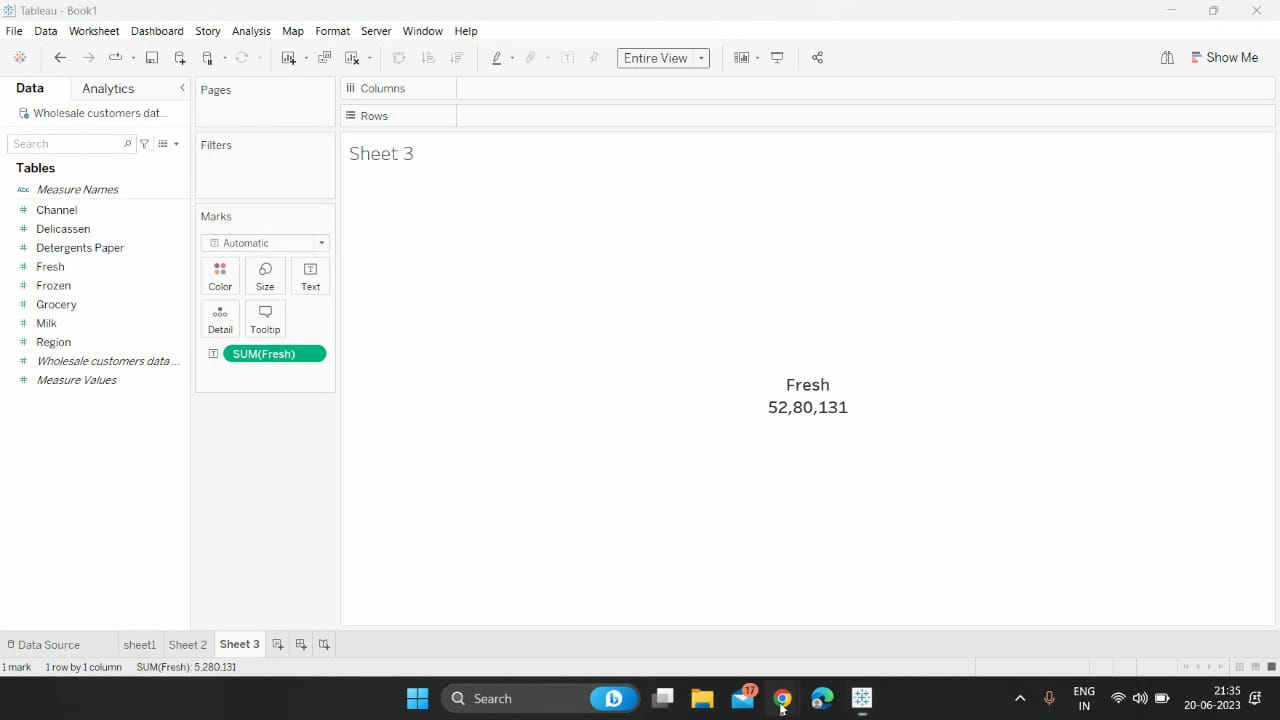 Tableau - Book1
File Data Worksheet Dashboard Story Analysis Map Format Server Window Help
Entire View
Show Me
Data Analytics
Wholesale customers dat...
Search
Tables
Abc Measure Names
# Channel
# Delicassen
# Detergents Paper
# Fresh
# Frozen
# Grocery
# Milk
# Region
# Wholesale customers data ...
# Measure Values
Pages
Filters
Marks
Automatic
Color Size Text
Detail Tooltip
SUM(Fresh)
Columns
Rows
Sheet 3
Fresh
52,80,131
Data Source sheet1 Sheet 2 Sheet 3
1 mark 1 row by 1 column SUM(Fresh): 5,280,131
Search
17
ENG
IN
21:35
20-06-2023